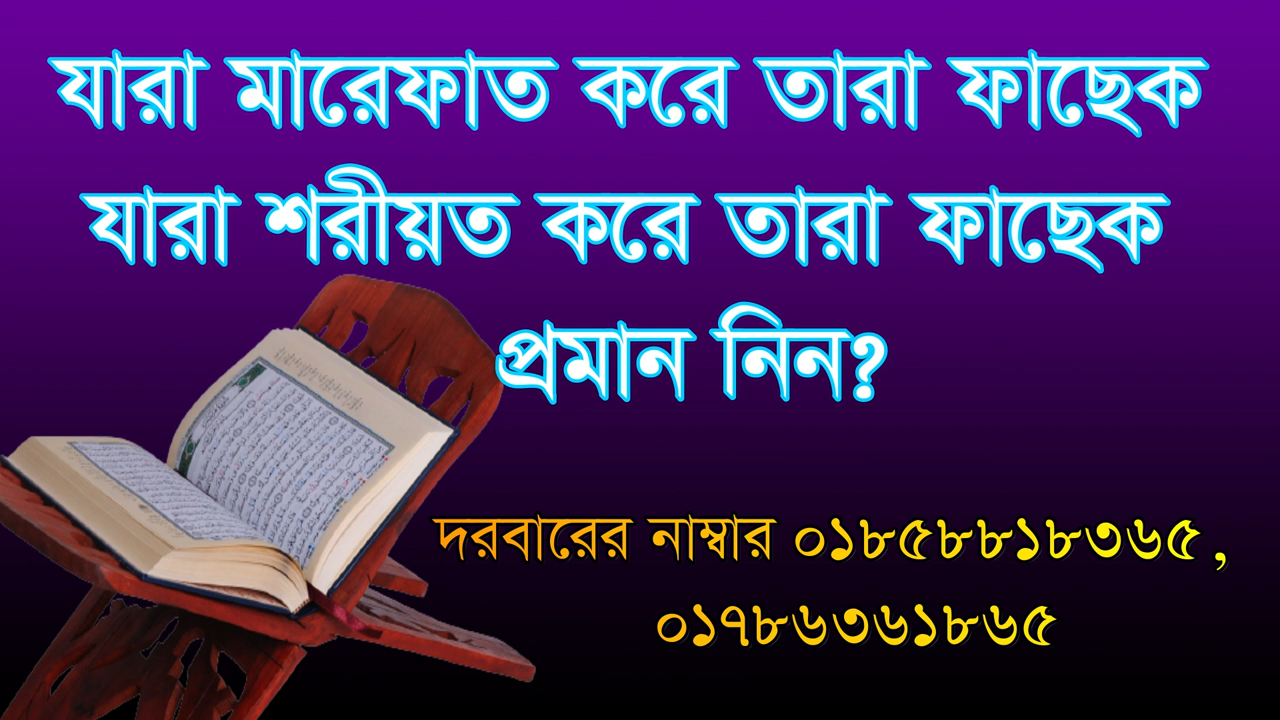 যারা মারেফাত করে তারা ফাছেক
যারা শরীয়ত করে তারা ফাছেক
প্রমান নিন?
দরবারের নাম্বার ০১৮৫৮৮১৮৩৬৫,
০১৭৮৬৩৬১৮৬৫